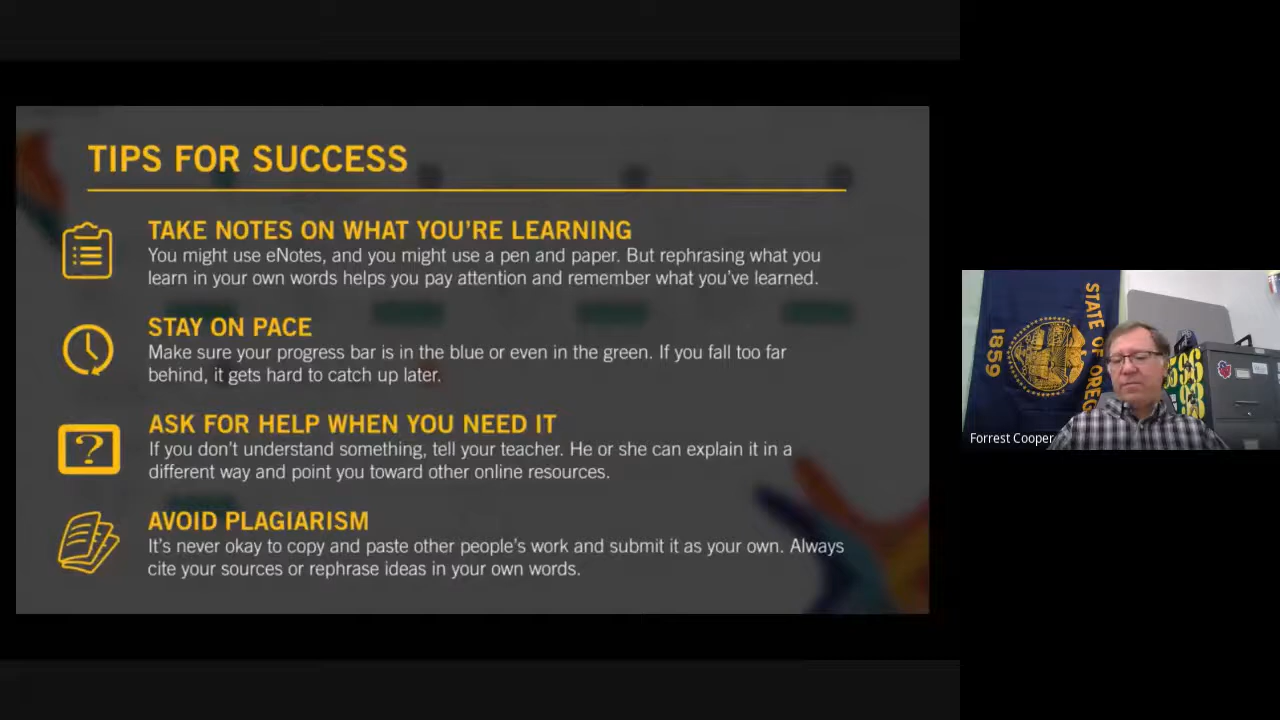 TIPS FOR SUCCESS
TAKE NOTES ON WHAT YOU'RE LEARNING
You might use eNotes, and you might use a pen and paper. But rephrasing what you
learn in your own words helps you pay attention and remember what you've learned.
STAY ON PACE
Make sure your progress bar is in the blue or even in the green. If you fall too far
behind, it gets hard to catch up later.
ASK FOR HELP WHEN YOU NEED IT
If you don't understand something, tell your teacher. He or she can explain it in a
different way and point you toward other online resources.
AVOID PLAGIARISM
It's never okay to copy and paste other people's work and submit it as your own. Always
cite your sources or rephrase ideas in your own words.
STATE OF OREG
1859
Forrest Cooper